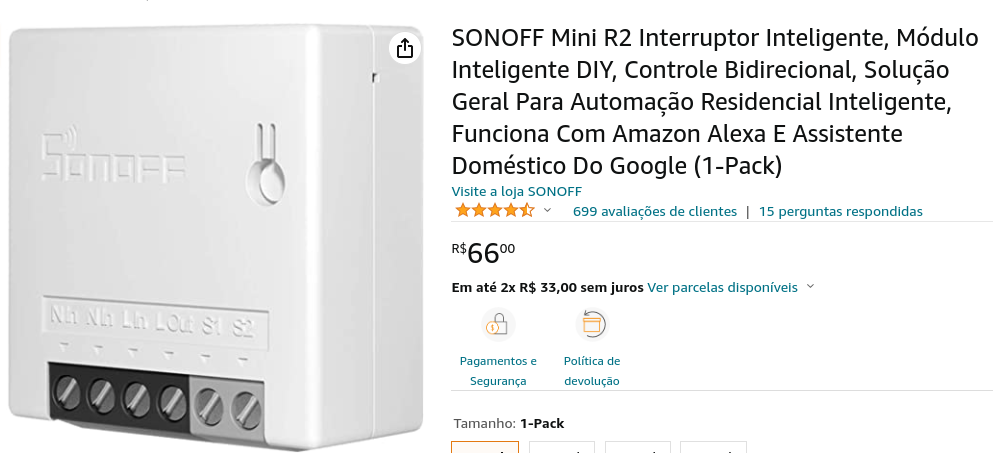 SONOFF
NIn NIn LIn LOut S1 S2
SONOFF Mini R2 Interruptor Inteligente, Módulo
Inteligente DIY, Controle Bidirecional, Solução
Geral Para Automação Residencial Inteligente,
Funciona Com Amazon Alexa E Assistente
Doméstico Do Google (1-Pack)
Visite a loja SONOFF
699 avaliações de clientes | 15 perguntas respondidas
R$6600
Em até 2x R$ 33,00 sem juros Ver parcelas disponíveis
Pagamentos e
Segurança
Política de
devolução
Tamanho: 1-Pack